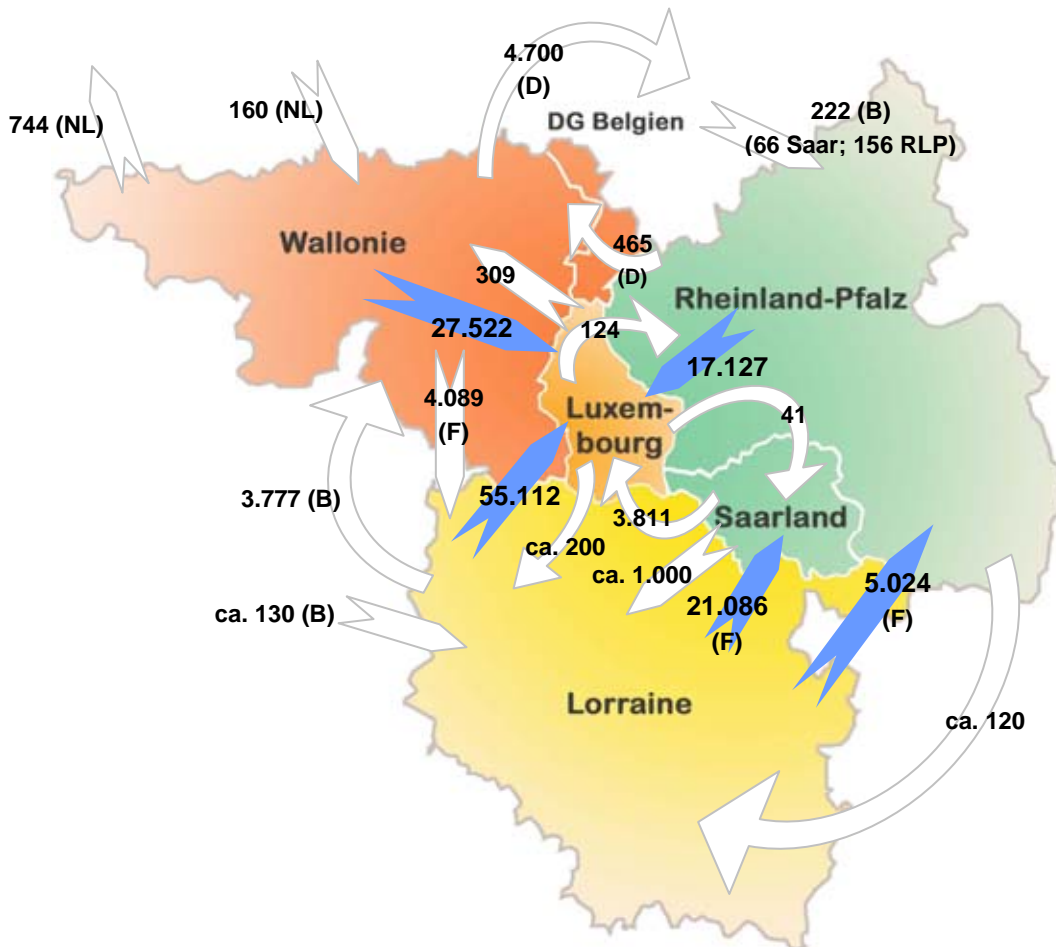 4.700
(D)
744 (NL)
160 (NL)
DG Belgien
222 (B)
(66 Saar; 156 RLP)
Wallonie
465
(D)
309
Rheinland-Pfalz
27.522
124
17.127
4.089
(F)
Luxem-
bourg
41
3.777 (B)
55.112
3.811
Saarland
ca. 200
ca. 1.000
21.086
(F)
5.024
(F)
ca. 130 (B)
Lorraine
ca. 120